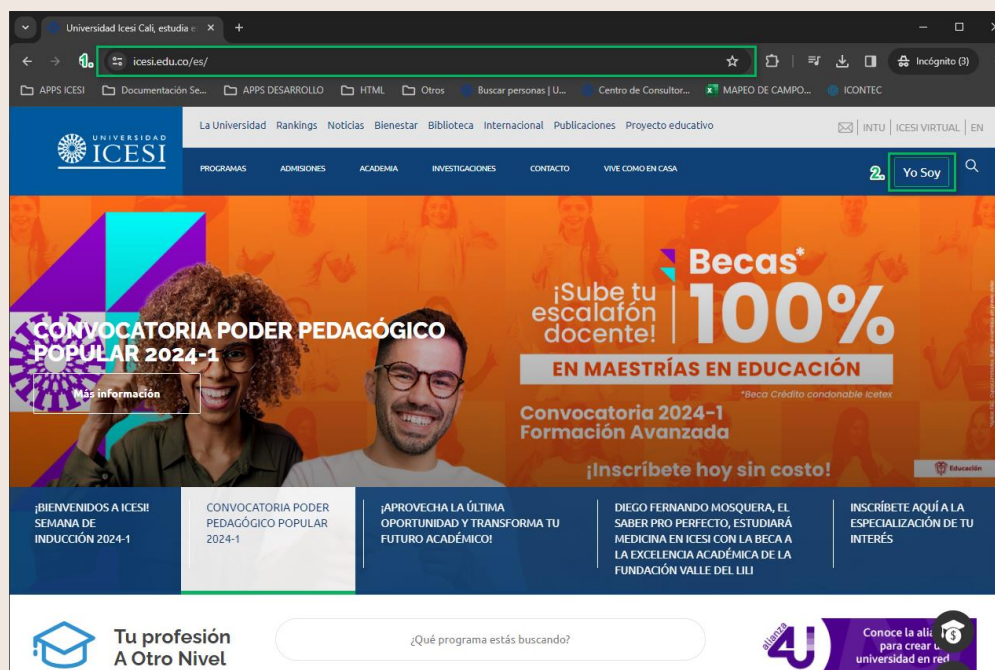 Universidad Icesi Cali, estudia e
1.
icesi.edu.co/es/
Incógnito (3)
APPS ICESI
Documentación Se...
APPS DESARROLLO
HTML
Otros
Buscar personas | U...
Centro de Consultor...
MAPEO DE CAMPO...
ICONTEC
UNIVERSIDAD
ICESI
La Universidad Rankings Noticias Bienestar Biblioteca Internacional Publicaciones Proyecto educativo
INTU | ICESI VIRTUAL | EN
PROGRAMAS ADMISIONES ACADEMIA INVESTIGACIONES CONTACTO VIVE COMO EN CASA
2.
Yo Soy
CONVOCATORIA PODER PEDAGÓGICO
POPULAR 2024-1
Más información
¡Sube tu
escalafón
docente!
Becas*
100%
EN MAESTRÍAS EN EDUCACIÓN
*Beca Crédito condonable Icetex
Convocatoria 2024-1
Formación Avanzada
¡Inscríbete hoy sin costo!
Educación
¡BIENVENIDOS A ICESI!
SEMANA DE
INDUCCIÓN 2024-1
CONVOCATORIA PODER
PEDAGÓGICO POPULAR
2024-1
¡APROVECHA LA ÚLTIMA
OPORTUNIDAD Y TRANSFORMA TU
FUTURO ACADÉMICO!
DIEGO FERNANDO MOSQUERA, EL
SABER PRO PERFECTO, ESTUDIARÁ
MEDICINA EN ICESI CON LA BECA A
LA EXCELENCIA ACADÉMICA DE LA
FUNDACIÓN VALLE DEL LILI
INSCRÍBETE AQUÍ A LA
ESPECIALIZACIÓN DE TU
INTERÉS
Tu profesión
A Otro Nivel
¿Qué programa estás buscando?
alianza
4U
Conoce la
para crear
universidad en red